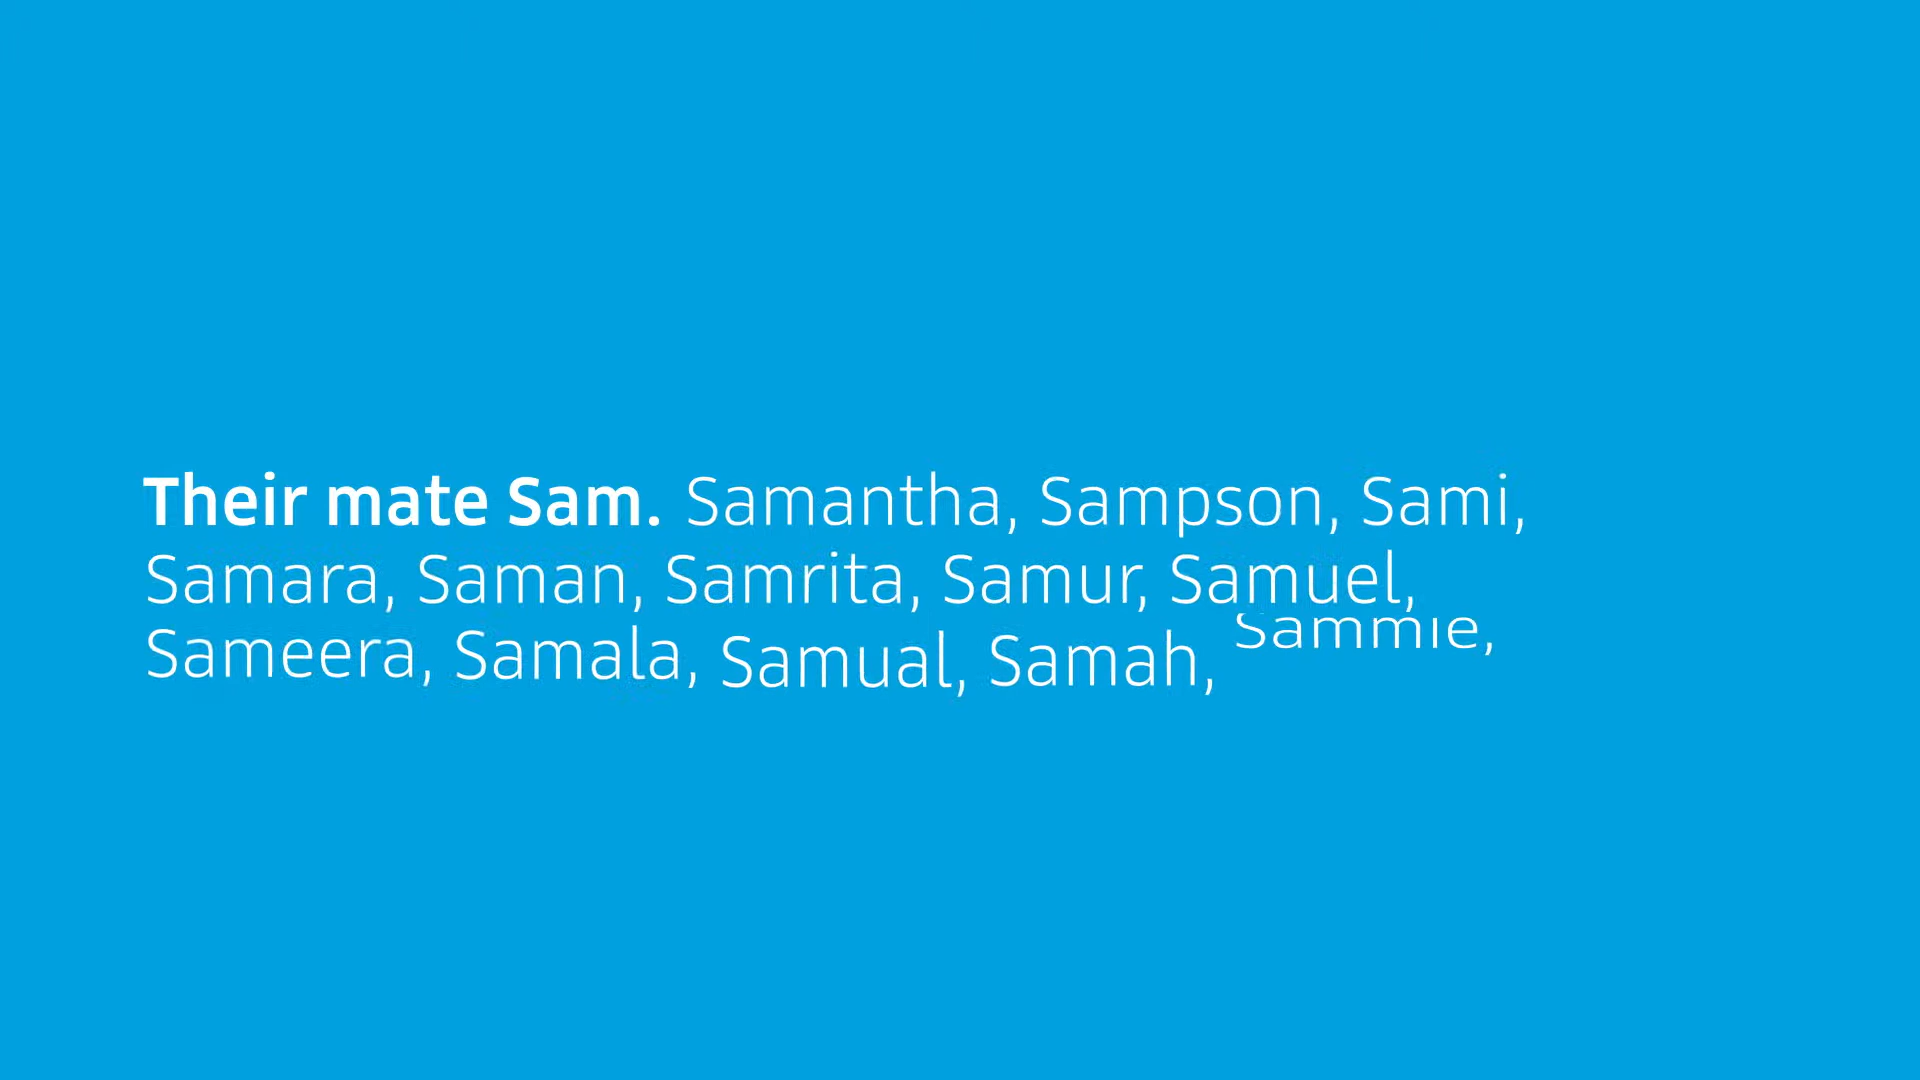 Their mate Sam. Samantha, Sampson, Sami,
Samara, Saman, Samrita, Samur, Samuel,
Sameera, Samala, Samual, Samah, Sammie,